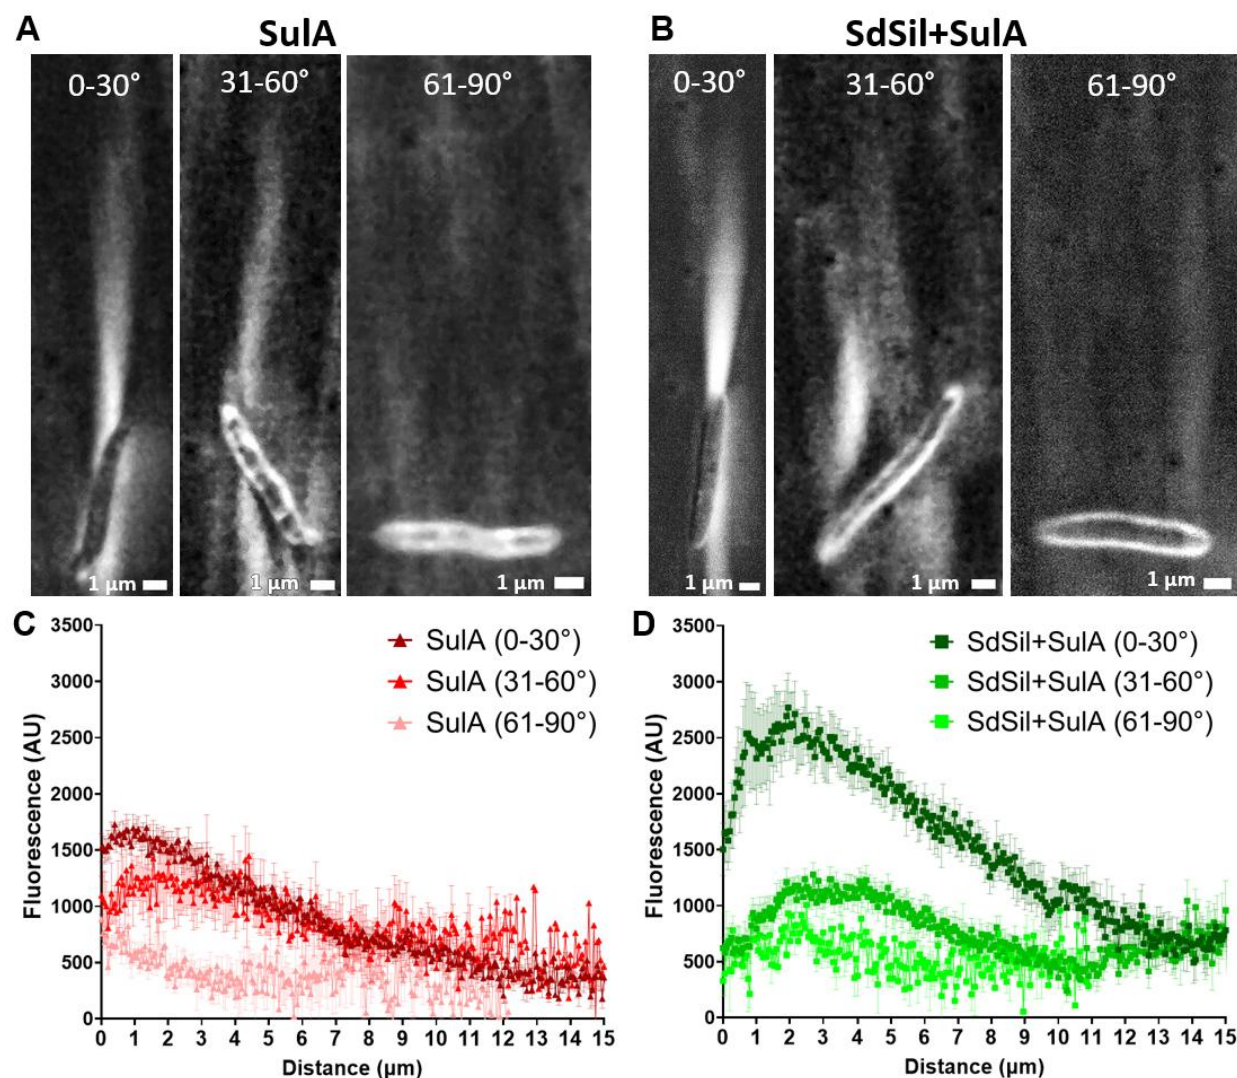 A
SulA
B
SdSil+SulA
0-30°
31-60°
61-90°
0-30°
31-60°
61-90°
1 µm
1 µm
1 µm
1 µm
1 µm
1 µm
C
3500
3000
2500
2000
1500
1000
500
0
Fluorescence (AU)
SulA (0-30°)
SulA (31-60°)
SulA (61-90°)
0 1 2 3 4 5 6 7 8 9 10 11 12 13 14 15
Distance (µm)
D
3500
3000
2500
2000
1500
1000
500
0
Fluorescence (AU)
SdSil+SulA (0-30°)
SdSil+SulA (31-60°)
SdSil+SulA (61-90°)
0 1 2 3 4 5 6 7 8 9 10 11 12 13 14 15
Distance (µm)